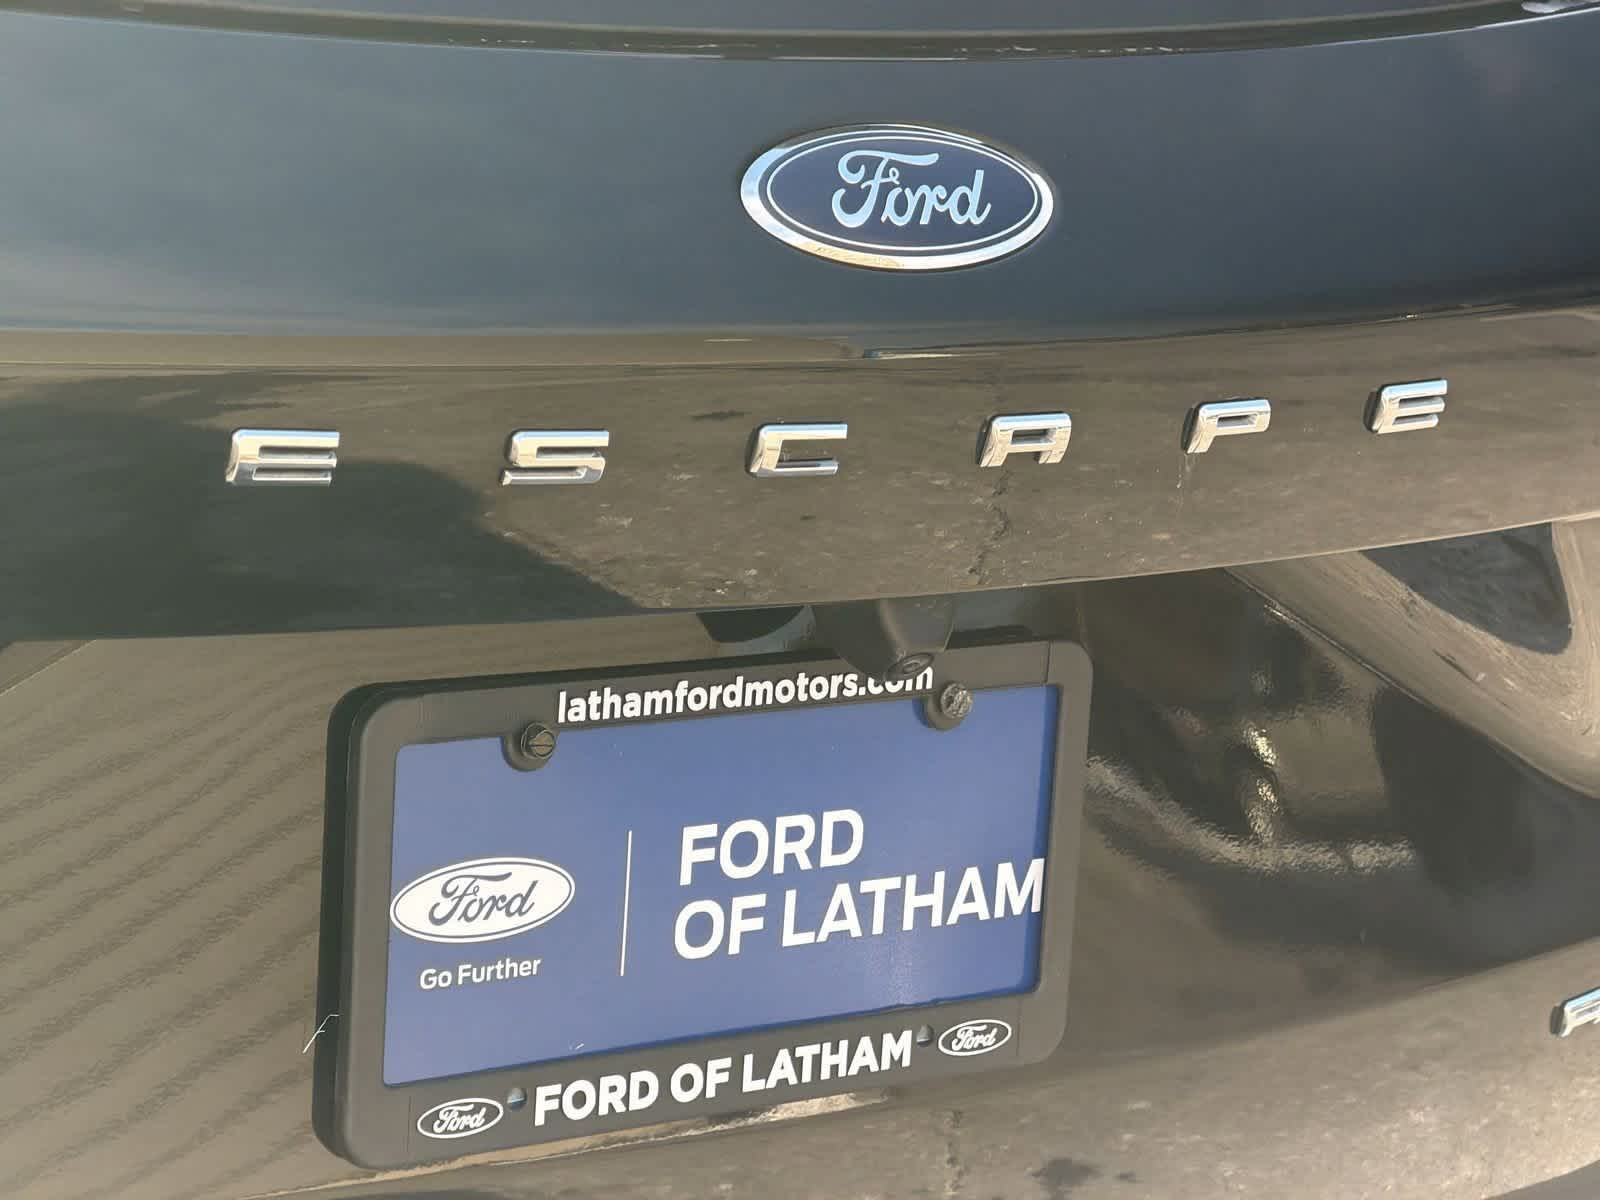 Ford
ESCAPE
lathamfordmotors.com
FORD
OF LATHAM
Ford
Go Further
Ford FORD OF LATHAM Ford